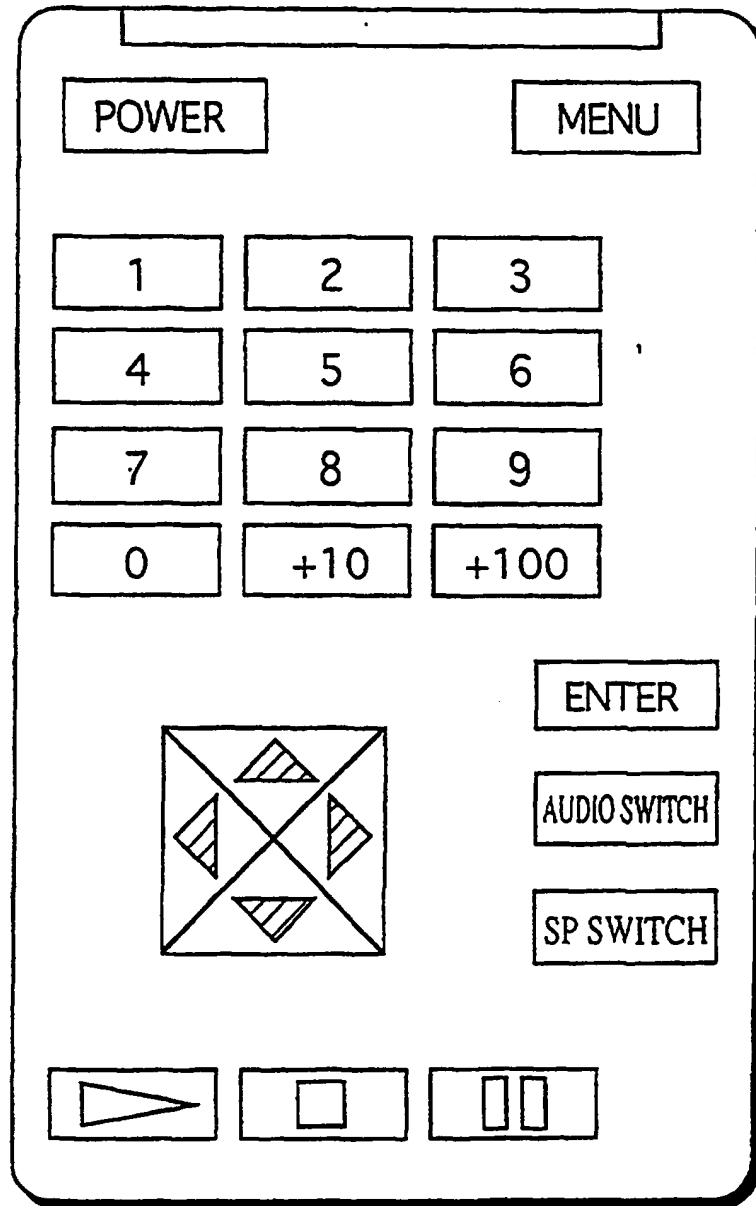 POWER MENU
1 2 3
4 5 6
7 8 9
0 +10 +100
ENTER
AUDIO SWITCH
SP SWITCH